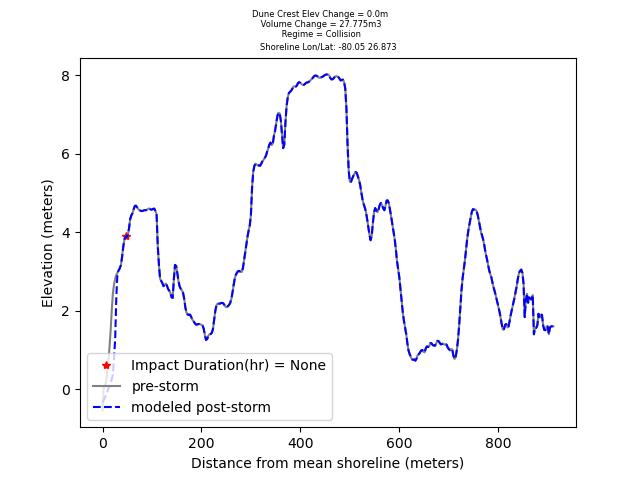 Dune Crest Elev Change = 0.0m
Volume Change = 27.775m3
Regime = Collision
Shoreline Lon/Lat: -80.05 26.873
8
6
4
2
0
Elevation (meters)
Impact Duration(hr) = None
pre-storm
modeled post-storm
0 200 400 600 800
Distance from mean shoreline (meters)